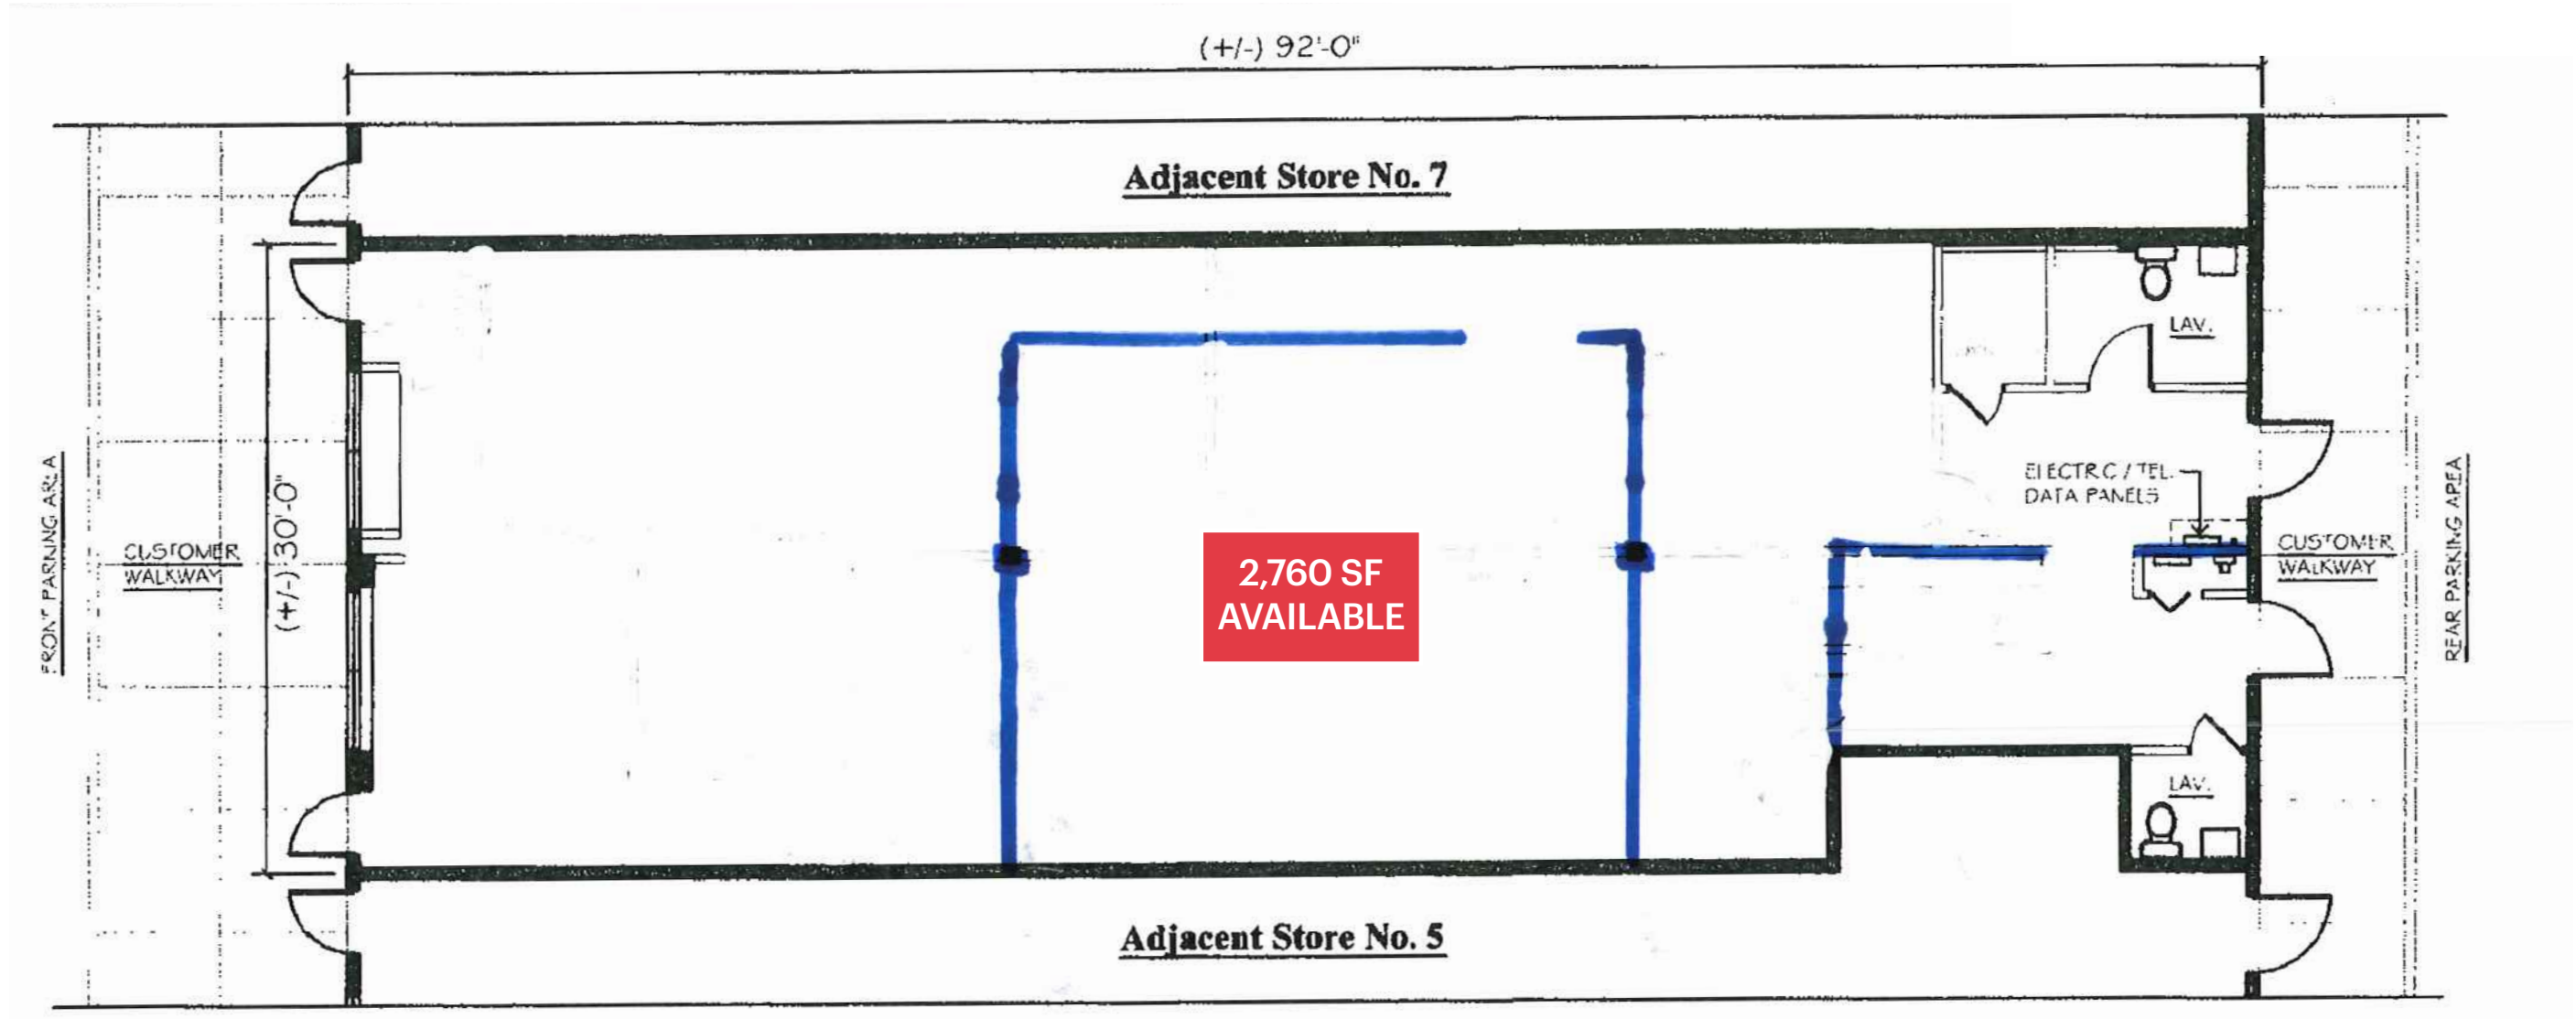 (+/-) 92'-0"
Adjacent Store No. 7
LAV.
ELECTRC / TEL.
DATA PANELS
FRONT PARKING AREA
CUSTOMER
WALKWAY
(+/-) 30'-0"
2,760 SF
AVAILABLE
CUSTOMER
WALKWAY
REAR PARKING AREA
LAV.
Adjacent Store No. 5